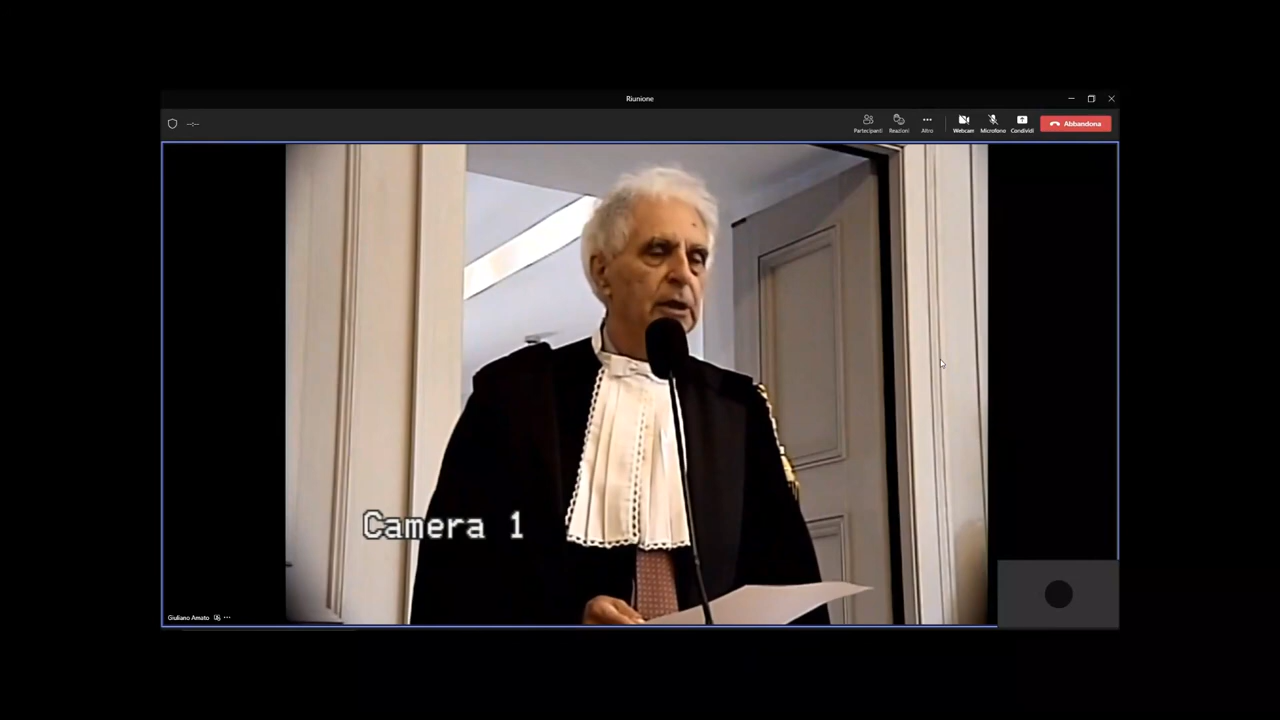 Riunione
Partecipanti Reazioni Altro Webcam Microfono Condividi Abbandona
Camera 1
Giuliano Amato